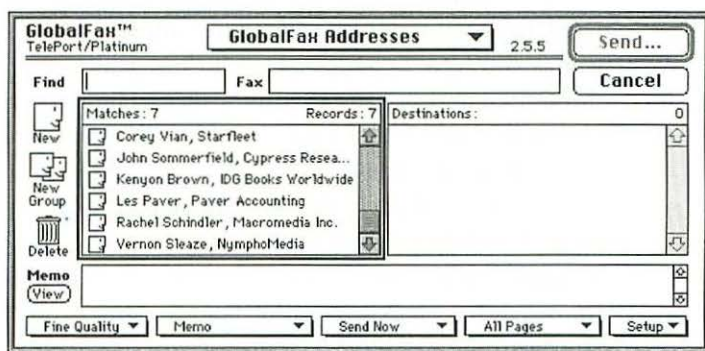 GlobalFax™
TelePort/Platinum
GlobalFax Addresses
2.5.5
Send...
Find
Fax
Cancel
New
New Group
Delete
Matches: 7 Records: 7
Corey Vian, Starfleet
John Sommerfield, Cypress Resea...
Kenyon Brown, IDG Books Worldwide
Les Paver, Paver Accounting
Rachel Schindler, Macromedia Inc.
Vernon Sleaze, NymphoMedia
Destinations: 0
Memo
View
Fine Quality Memo Send Now All Pages Setup